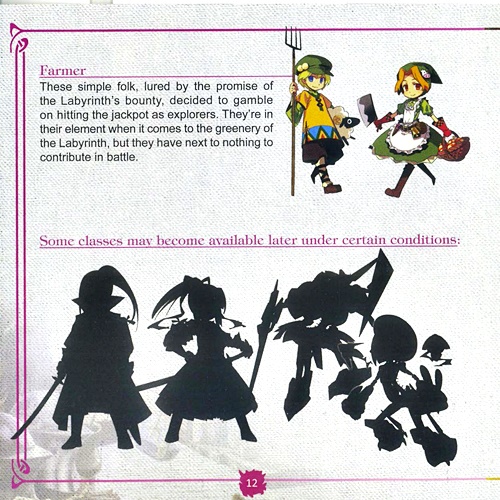 Farmer
These simple folk, lured by the promise of
the Labyrinth's bounty, decided to gamble
on hitting the jackpot as explorers. They're in
their element when it comes to the greenery of
the Labyrinth, but they have next to nothing to
contribute in battle.
Some classes may become available later under certain conditions:
12